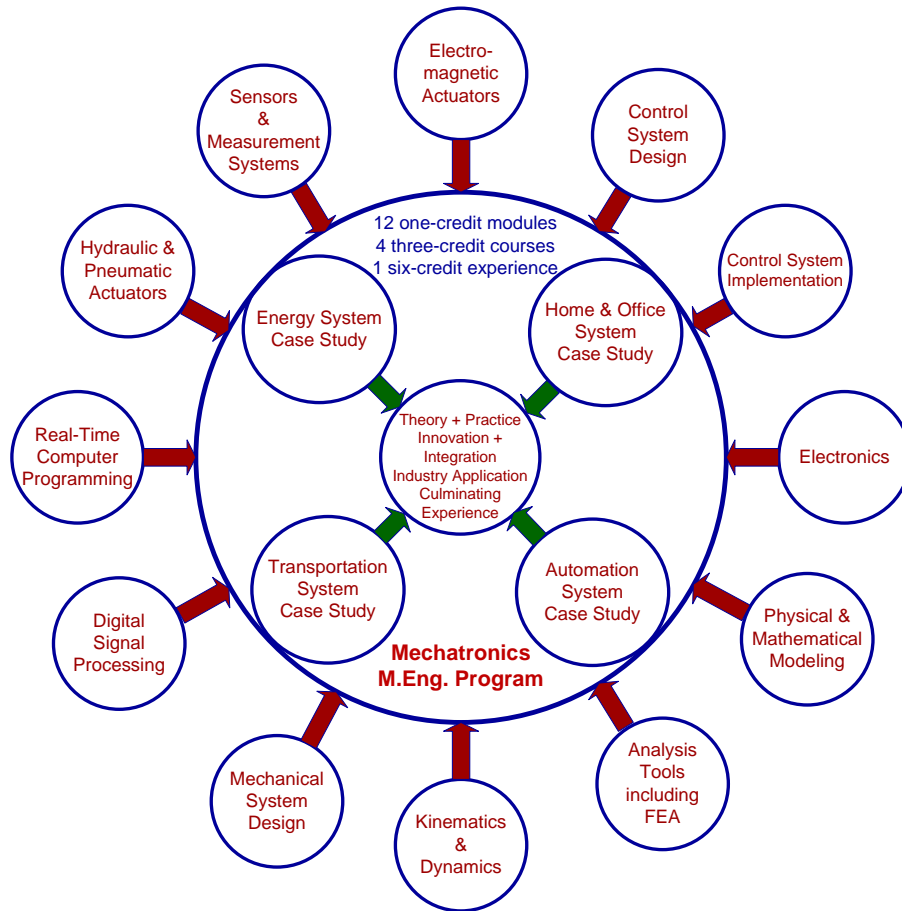 Electro-
magnetic
Actuators
Control
System
Design
Control System
Implementation
Electronics
Physical &
Mathematical
Modeling
Analysis
Tools
including
FEA
Kinematics
&
Dynamics
Mechanical
System
Design
Digital
Signal
Processing
Real-Time
Computer
Programming
Hydraulic &
Pneumatic
Actuators
Sensors
&
Measurement
Systems
12 one-credit modules
4 three-credit courses
1 six-credit experience
Energy System
Case Study
Home & Office
System
Case Study
Theory + Practice
Innovation +
Integration
Industry Application
Culminating
Experience
Transportation
System
Case Study
Automation
System
Case Study
Mechatronics
M.Eng. Program